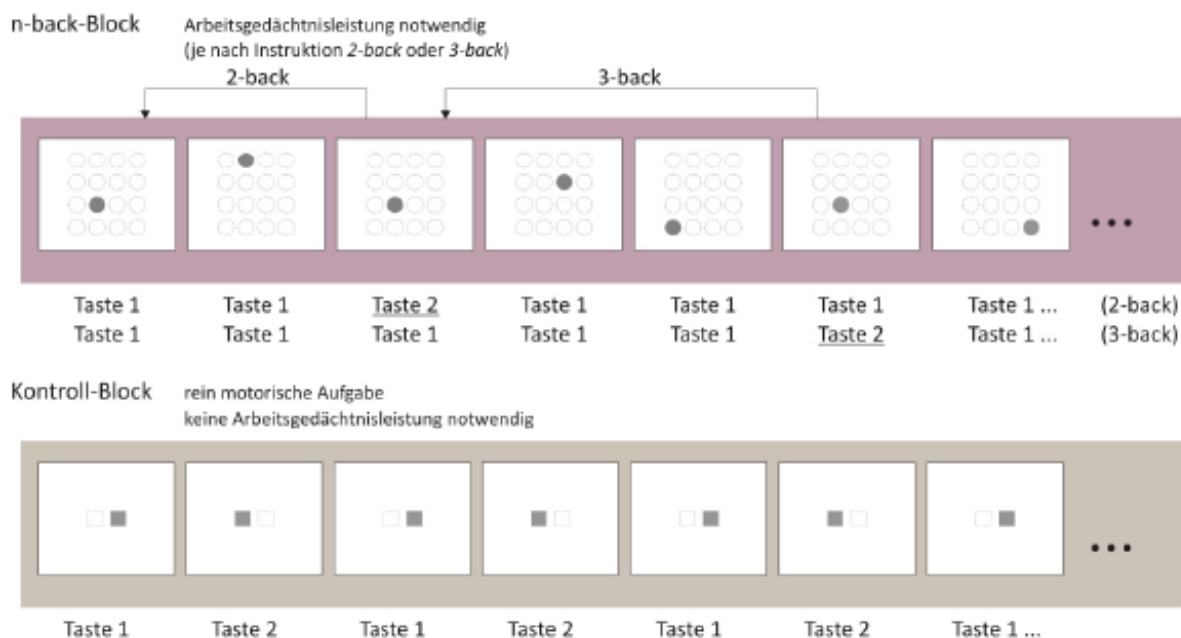 n-back-Block Arbeitsgedächtnisleistung notwendig
(je nach Instruktion 2-back oder 3-back)
2-back 3-back
...
Taste 1 Taste 1 Taste 2 Taste 1 Taste 1 Taste 1 Taste 1 ... (2-back)
Taste 1 Taste 1 Taste 1 Taste 1 Taste 1 Taste 2 Taste 1 ... (3-back)
Kontroll-Block rein motorische Aufgabe
keine Arbeitsgedächtnisleistung notwendig
...
Taste 1 Taste 2 Taste 1 Taste 2 Taste 1 Taste 2 Taste 1 ...